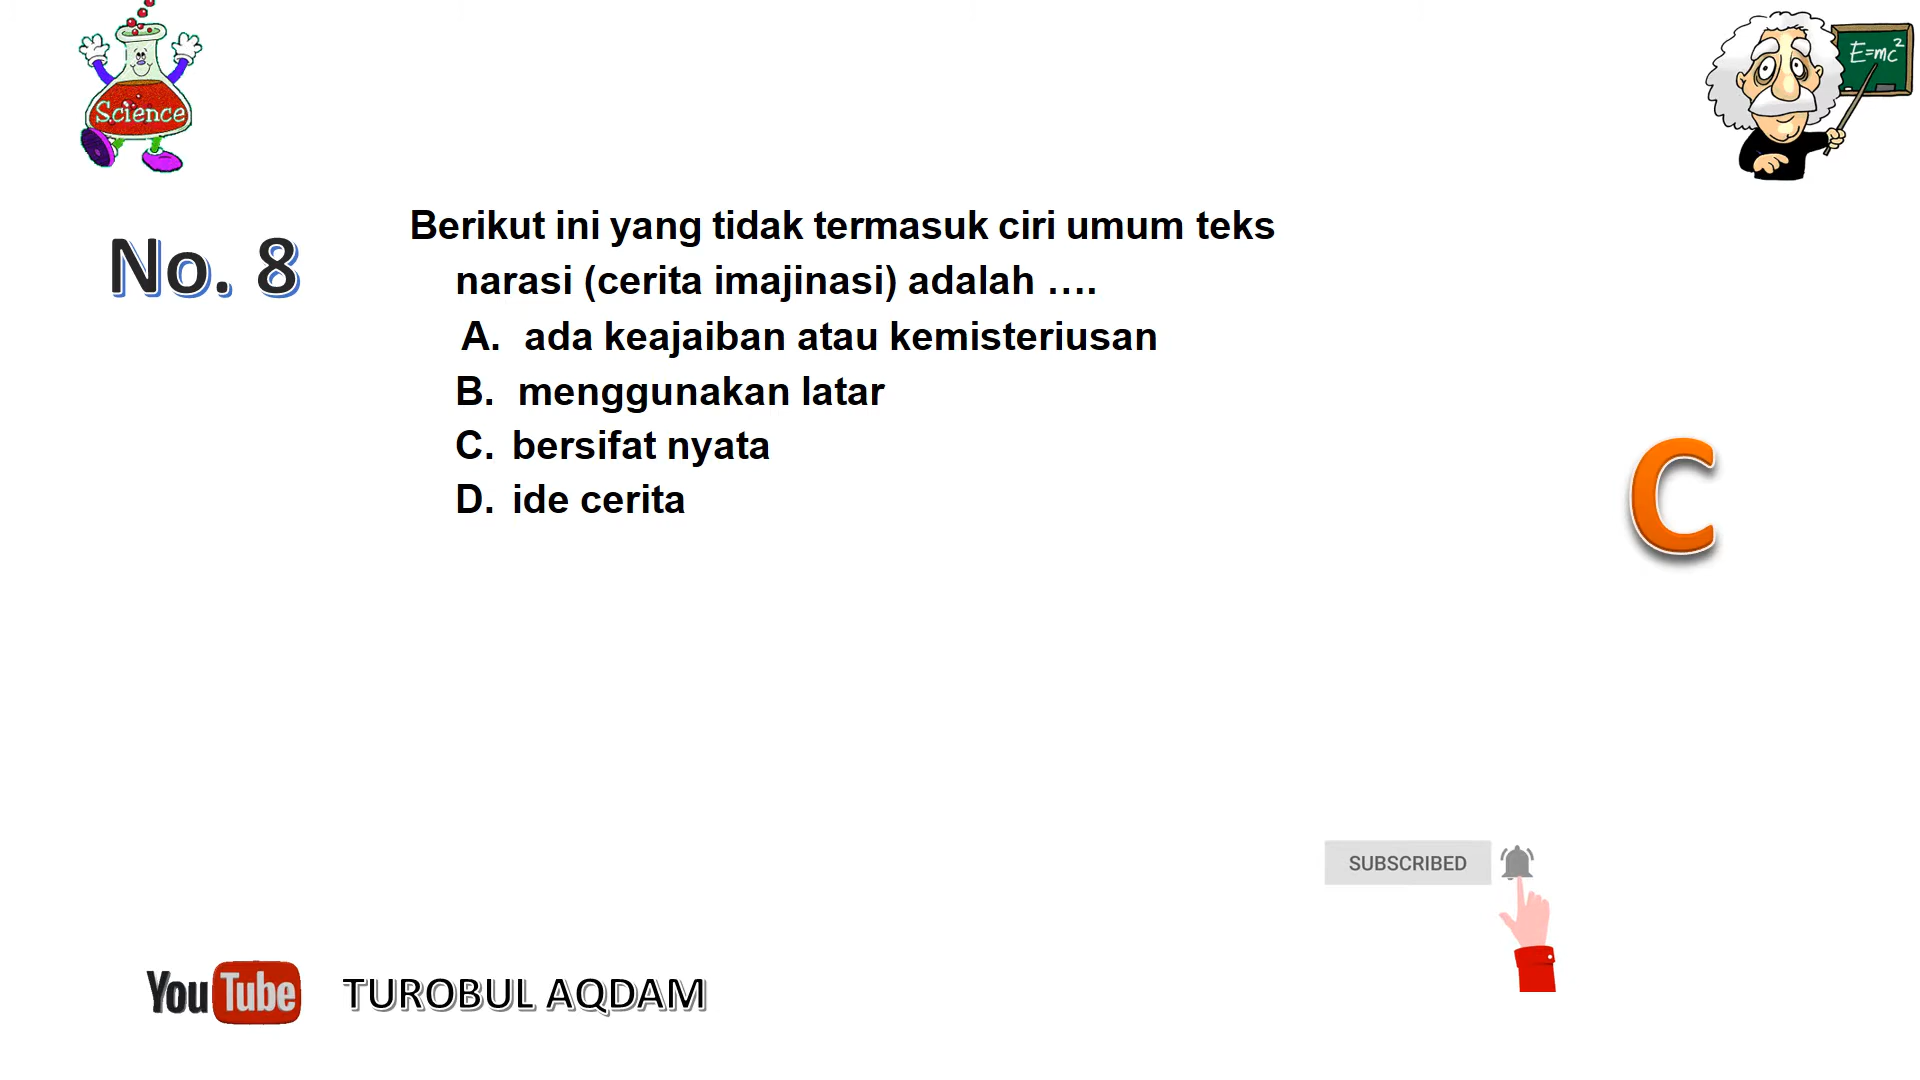 Science
E=mc²
No. 8
Berikut ini yang tidak termasuk ciri umum teks
narasi (cerita imajinasi) adalah ....
A. ada keajaiban atau kemisteriusan
B. menggunakan latar
C. bersifat nyata
D. ide cerita
C
SUBSCRIBED
YouTube TUROBUL AQDAM